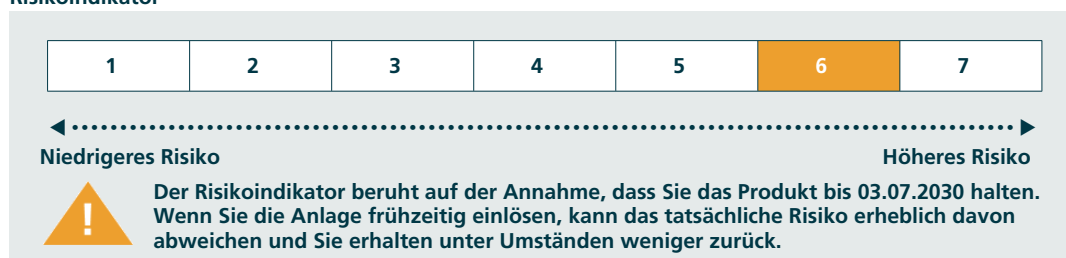 Risikoindikator
1 2 3 4 5 6 7
Niedrigeres Risiko Höheres Risiko
Der Risikoindikator beruht auf der Annahme, dass Sie das Produkt bis 03.07.2030 halten.
Wenn Sie die Anlage frühzeitig einlösen, kann das tatsächliche Risiko erheblich davon
abweichen und Sie erhalten unter Umständen weniger zurück.